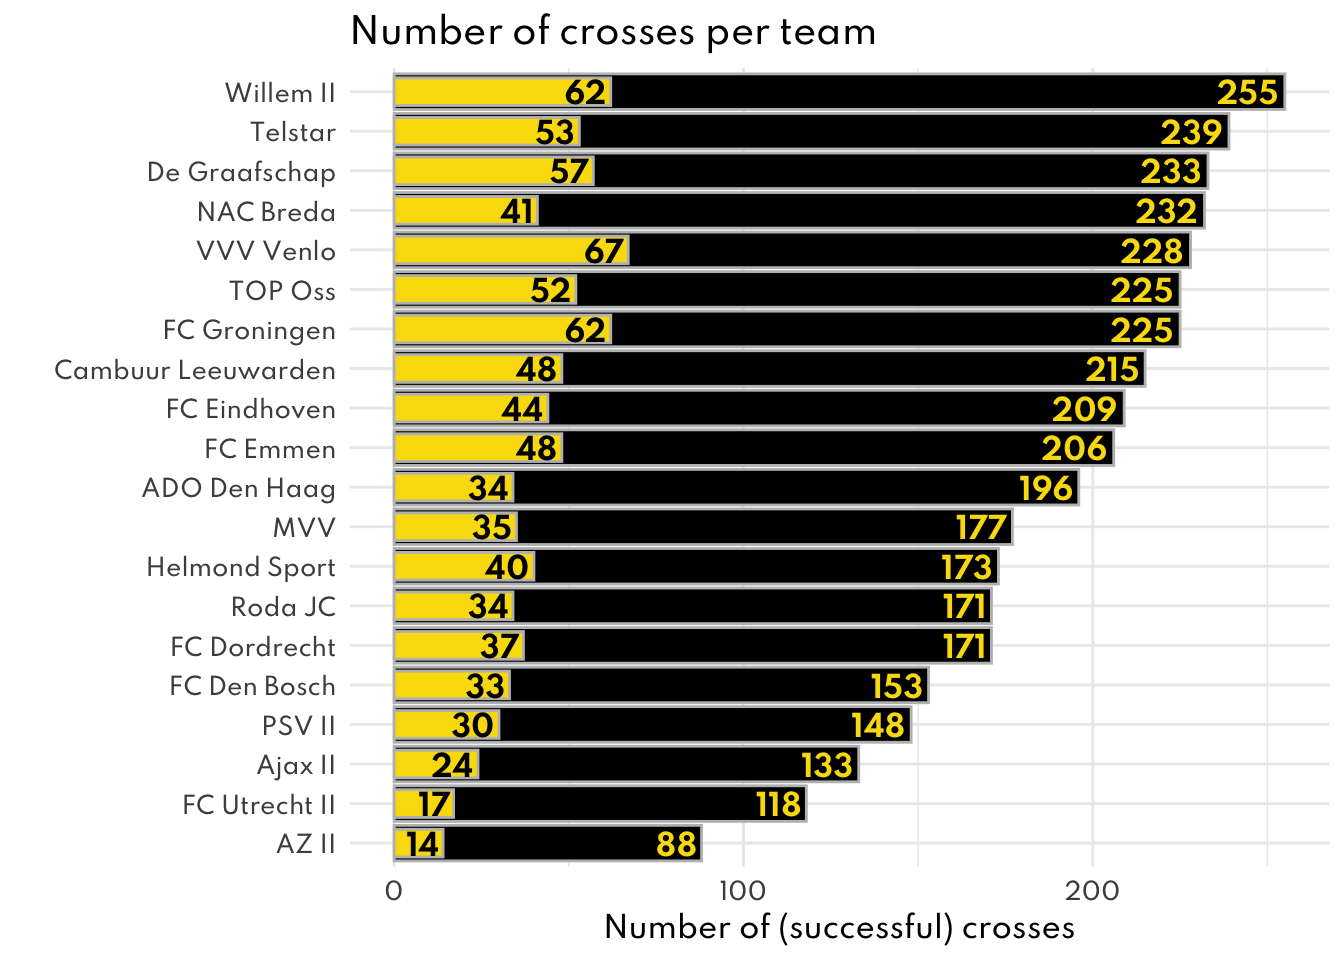 Number of crosses per team
Willem II 62 255
Telstar 53 239
De Graafschap 57 233
NAC Breda 41 232
VVV Venlo 67 228
TOP Oss 52 225
FC Groningen 62 225
Cambuur Leeuwarden 48 215
FC Eindhoven 44 209
FC Emmen 48 206
ADO Den Haag 34 196
MVV 35 177
Helmond Sport 40 173
Roda JC 34 171
FC Dordrecht 37 171
FC Den Bosch 33 153
PSV II 30 148
Ajax II 24 133
FC Utrecht II 17 118
AZ II 14 88
0 100 200
Number of (successful) crosses